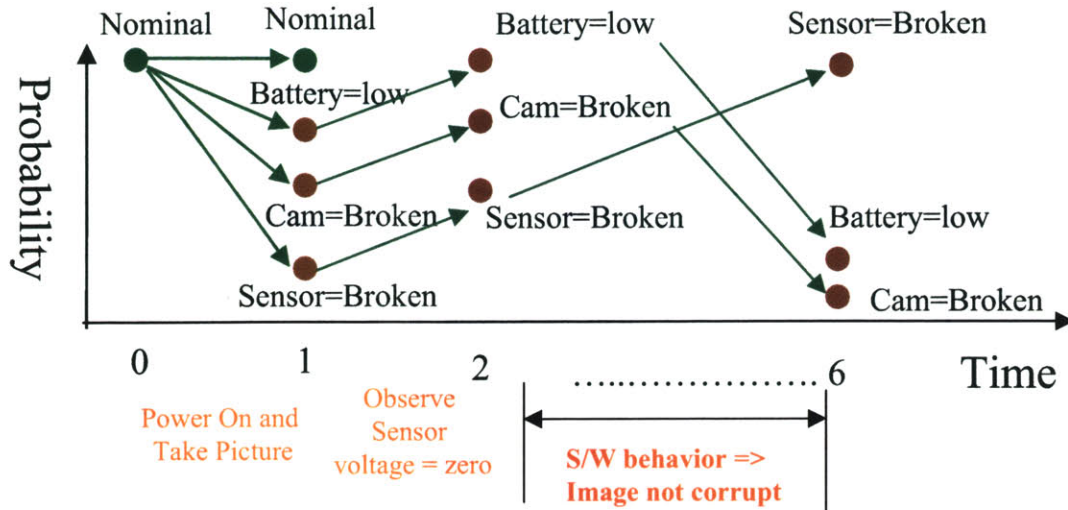 Nominal
Nominal
Battery=low
Sensor=Broken
Probability
Battery=low
Cam=Broken
Cam=Broken
Sensor=Broken
Sensor=Broken
Battery=low
Cam=Broken
0
1
2
.......................
6
Time
Power On and
Take Picture
Observe
Sensor
voltage = zero
S/W behavior =>
Image not corrupt